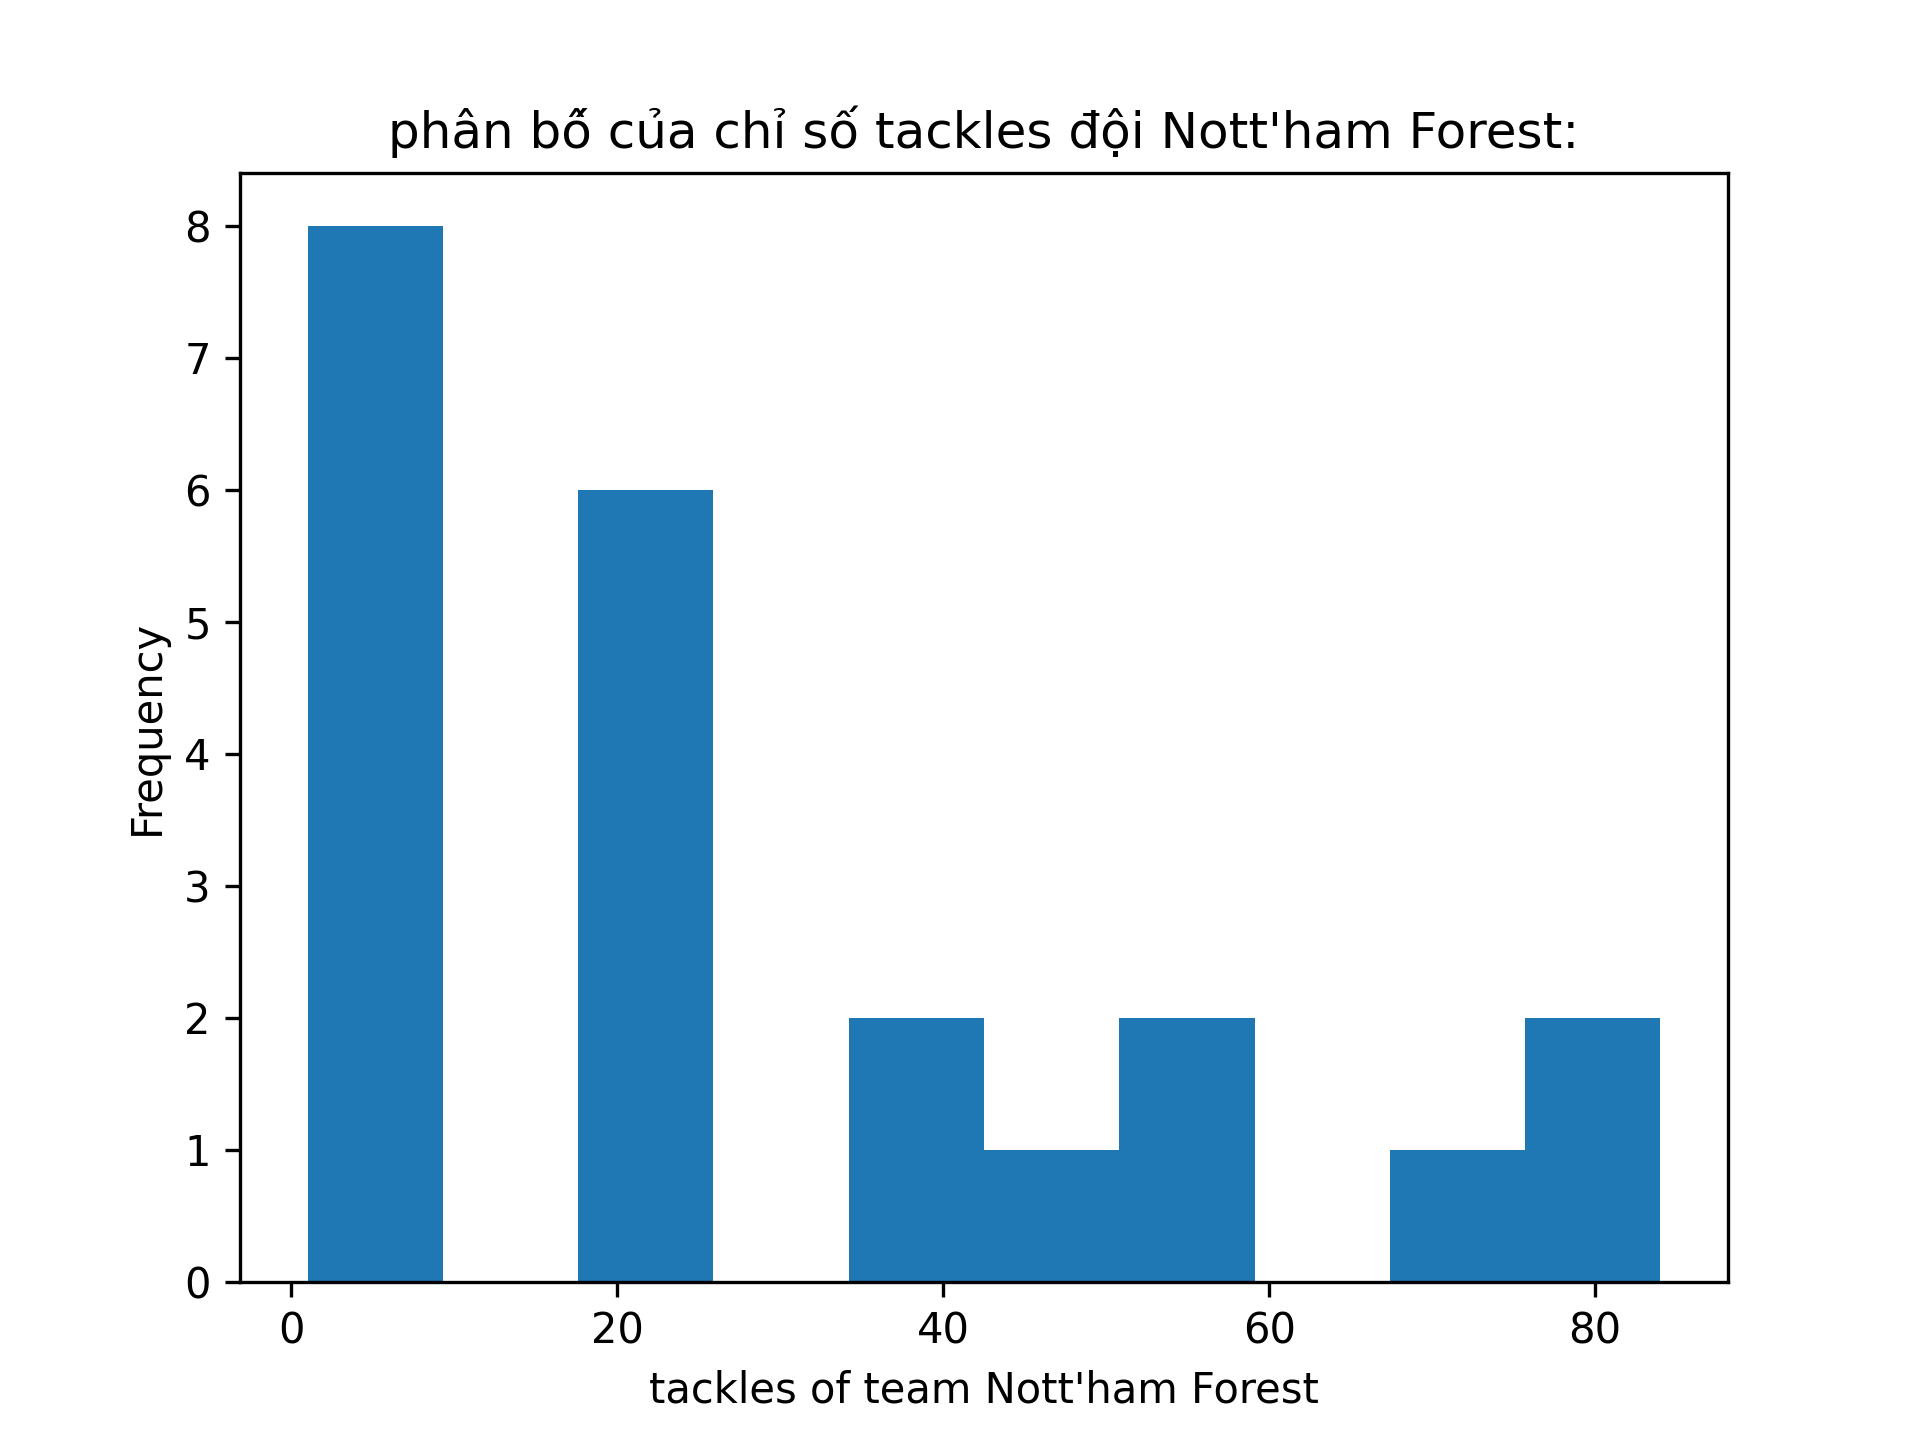 phân bố của chỉ số tackles đội Nott'ham Forest:
8
7
6
5
4
3
2
1
0
Frequency
0 20 40 60 80
tackles of team Nott'ham Forest